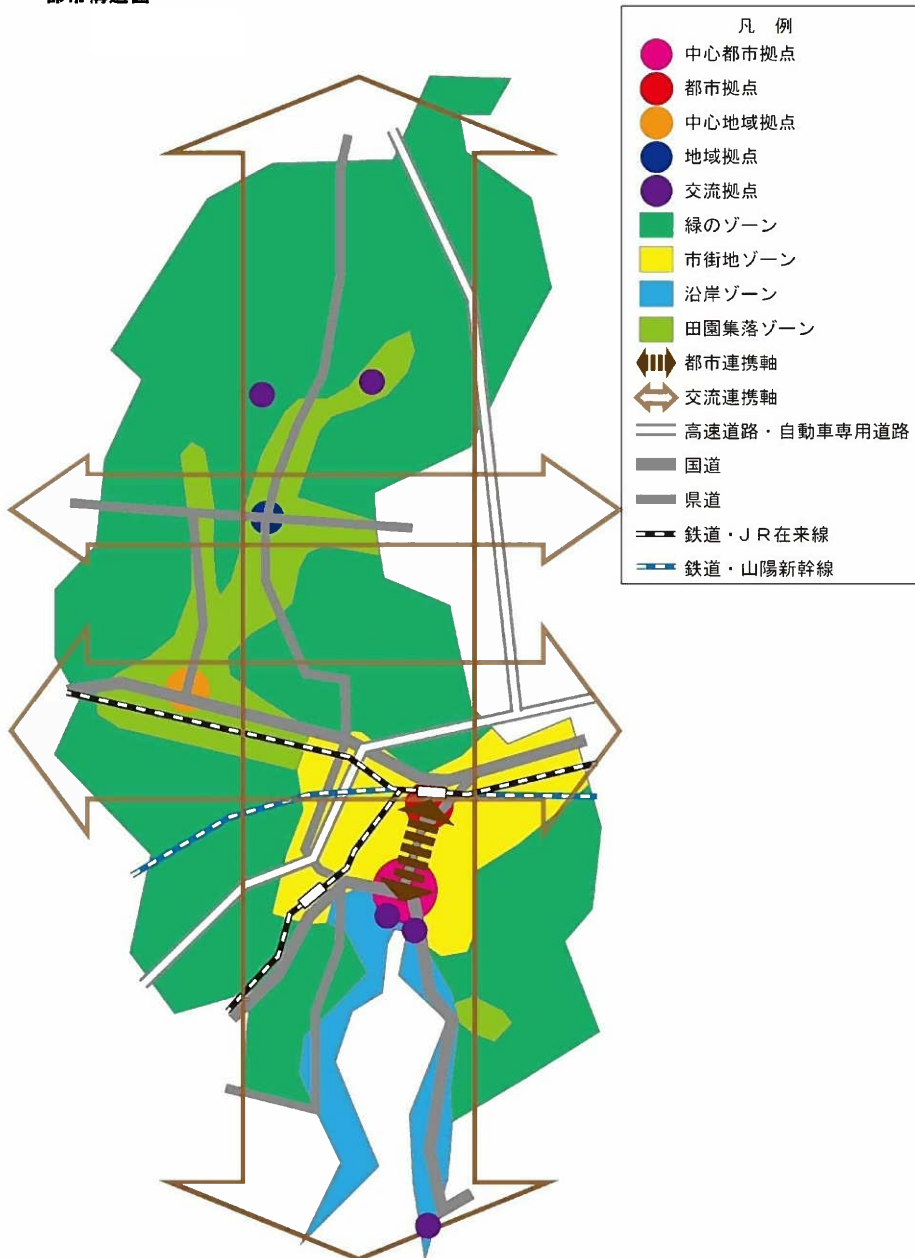 凡 例
中心都市拠点
都市拠点
中心地域拠点
地域拠点
交流拠点
緑のゾーン
市街地ゾーン
沿岸ゾーン
田園集落ゾーン
都市連携軸
交流連携軸
高速道路・自動車専用道路
国道
県道
鉄道・JR在来線
鉄道・山陽新幹線